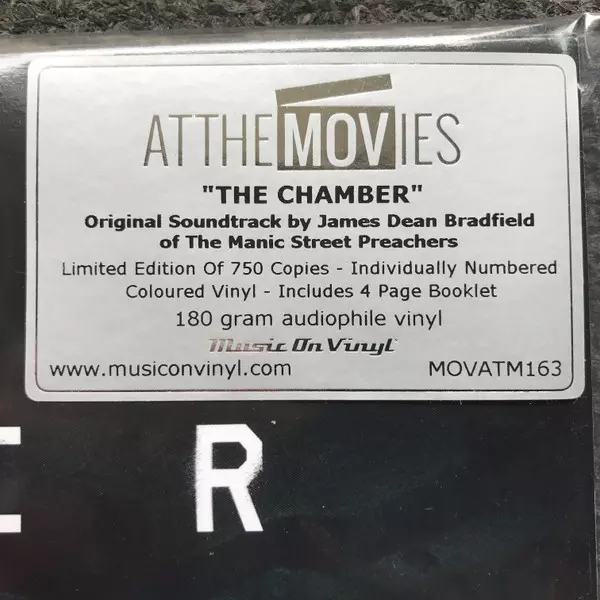 ATTHEMOVIES
"THE CHAMBER"
Original Soundtrack by James Dean Bradfield
of The Manic Street Preachers
Limited Edition Of 750 Copies - Individually Numbered
Coloured Vinyl - Includes 4 Page Booklet
180 gram audiophile vinyl
Music On Vinyl
www.musiconvinyl.com MOVATM163
E R